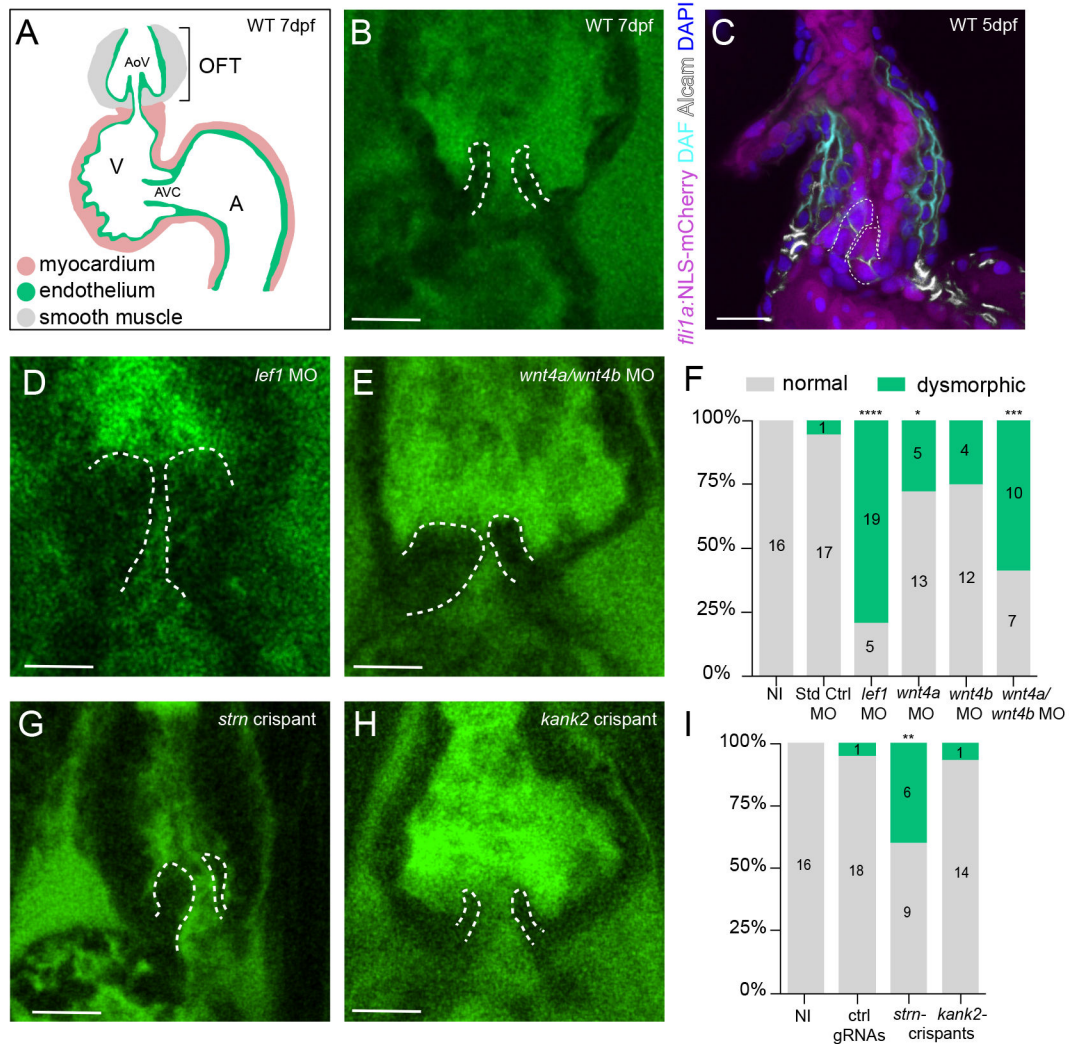 A
WT 7dpf
AoV
OFT
V
AVC
A
myocardium
endothelium
smooth muscle
B
WT 7dpf
C
WT 5dpf
fli1a:NLS-mCherry DAF Alcam DAPI
D
lef1 MO
E
wnt4a/wnt4b MO
F
normal
dysmorphic
100%
75%
50%
25%
0%
**** * ***
1 5 4
19 10
16 17 13 12
5 7
NI Std Ctrl lef1 wnt4a wnt4b wnt4a/
MO MO MO MO wnt4b MO
G
strn crispant
H
kank2 crispant
I
100%
75%
50%
25%
0%
**
1 1
6
16 18 14
9
NI ctrl strn- kank2-
gRNAs crispants crispants